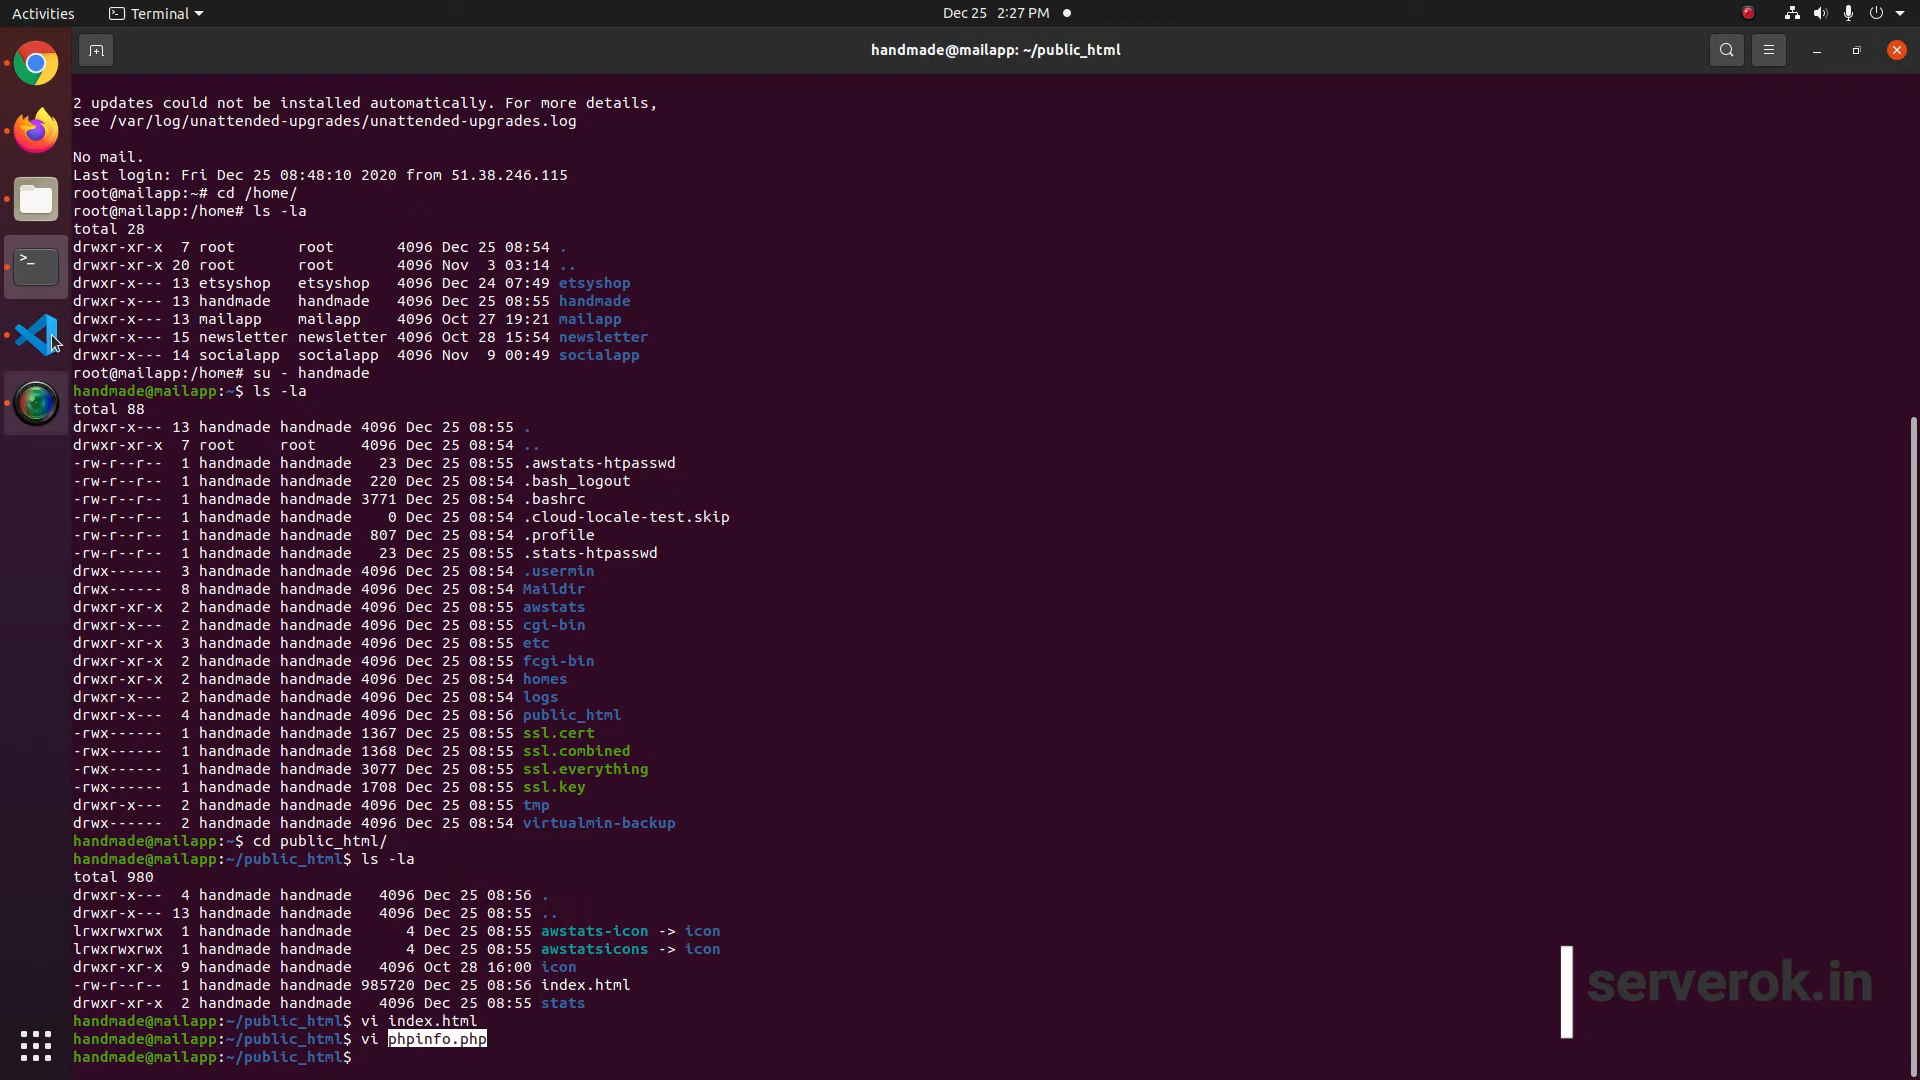 Activities Terminal Dec 25 2:27 PM
handmade@mailapp: ~/public_html
2 updates could not be installed automatically. For more details,
see /var/log/unattended-upgrades/unattended-upgrades.log
No mail.
Last login: Fri Dec 25 08:48:10 2020 from 51.38.246.115
root@mailapp:~# cd /home/
root@mailapp:/home# ls -la
total 28
drwxr-xr-x  7 root       root       4096 Dec 25 08:54 .
drwxr-xr-x 20 root       root       4096 Nov  3 03:14 ..
drwxr-x--- 13 etsyshop   etsyshop   4096 Dec 24 07:49 etsyshop
drwxr-x--- 13 handmade   handmade   4096 Dec 25 08:55 handmade
drwxr-x--- 13 mailapp    mailapp    4096 Oct 27 19:21 mailapp
drwxr-x--- 15 newsletter newsletter 4096 Oct 28 15:54 newsletter
drwxr-x--- 14 socialapp  socialapp  4096 Nov  9 00:49 socialapp
root@mailapp:/home# su - handmade
handmade@mailapp:~$ ls -la
total 88
drwxr-x--- 13 handmade handmade 4096 Dec 25 08:55 .
drwxr-xr-x  7 root     root     4096 Dec 25 08:54 ..
-rw-r--r--  1 handmade handmade   23 Dec 25 08:55 .awstats-htpasswd
-rw-r--r--  1 handmade handmade  220 Dec 25 08:54 .bash_logout
-rw-r--r--  1 handmade handmade 3771 Dec 25 08:54 .bashrc
-rw-r--r--  1 handmade handmade    0 Dec 25 08:54 .cloud-locale-test.skip
-rw-r--r--  1 handmade handmade  807 Dec 25 08:54 .profile
-rw-r--r--  1 handmade handmade   23 Dec 25 08:55 .stats-htpasswd
drwx------  3 handmade handmade 4096 Dec 25 08:54 .usermin
drwx------  8 handmade handmade 4096 Dec 25 08:54 Maildir
drwxr-xr-x  2 handmade handmade 4096 Dec 25 08:55 awstats
drwxr-x---  2 handmade handmade 4096 Dec 25 08:55 cgi-bin
drwxr-xr-x  3 handmade handmade 4096 Dec 25 08:55 etc
drwxr-xr-x  2 handmade handmade 4096 Dec 25 08:55 fcgi-bin
drwxr-xr-x  2 handmade handmade 4096 Dec 25 08:54 homes
drwxr-x---  2 handmade handmade 4096 Dec 25 08:54 logs
drwxr-x---  4 handmade handmade 4096 Dec 25 08:56 public_html
-rwx------  1 handmade handmade 1367 Dec 25 08:55 ssl.cert
-rwx------  1 handmade handmade 1368 Dec 25 08:55 ssl.combined
-rwx------  1 handmade handmade 3077 Dec 25 08:55 ssl.everything
-rwx------  1 handmade handmade 1708 Dec 25 08:55 ssl.key
drwxr-x---  2 handmade handmade 4096 Dec 25 08:55 tmp
drwx------  2 handmade handmade 4096 Dec 25 08:54 virtualmin-backup
handmade@mailapp:~$ cd public_html/
handmade@mailapp:~/public_html$ ls -la
total 980
drwxr-x---  4 handmade handmade   4096 Dec 25 08:56 .
drwxr-x--- 13 handmade handmade   4096 Dec 25 08:55 ..
lrwxrwxrwx  1 handmade handmade      4 Dec 25 08:55 awstats-icon -> icon
lrwxrwxrwx  1 handmade handmade      4 Dec 25 08:55 awstatsicons -> icon
drwxr-xr-x  9 handmade handmade   4096 Oct 28 16:00 icon
-rw-r--r--  1 handmade handmade 985720 Dec 25 08:56 index.html
drwxr-xr-x  2 handmade handmade   4096 Dec 25 08:55 stats
handmade@mailapp:~/public_html$ vi index.html
handmade@mailapp:~/public_html$ vi phpinfo.php
handmade@mailapp:~/public_html$
serverok.in